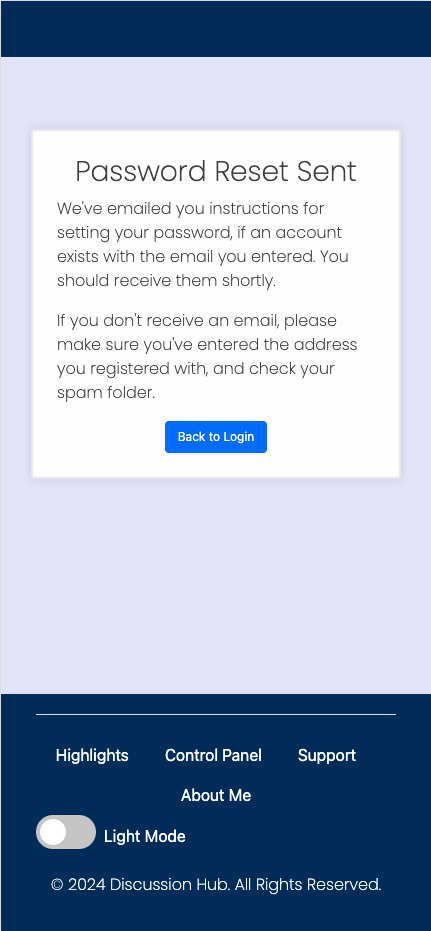 Password Reset Sent
We've emailed you instructions for
setting your password, if an account
exists with the email you entered. You
should receive them shortly.
If you don't receive an email, please
make sure you've entered the address
you registered with, and check your
spam folder.
Back to Login
Highlights Control Panel Support
About Me
Light Mode
© 2024 Discussion Hub. All Rights Reserved.